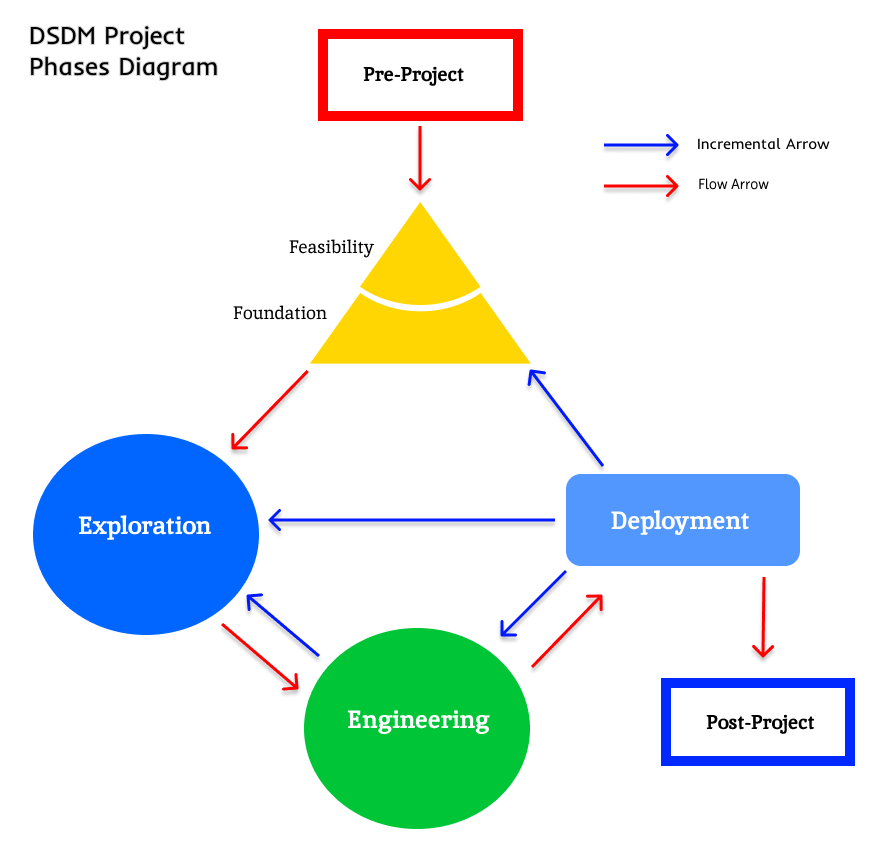 DSDM Project
Phases Diagram
Pre-Project
Incremental Arrow
Flow Arrow
Feasibility
Foundation
Exploration
Deployment
Engineering
Post-Project